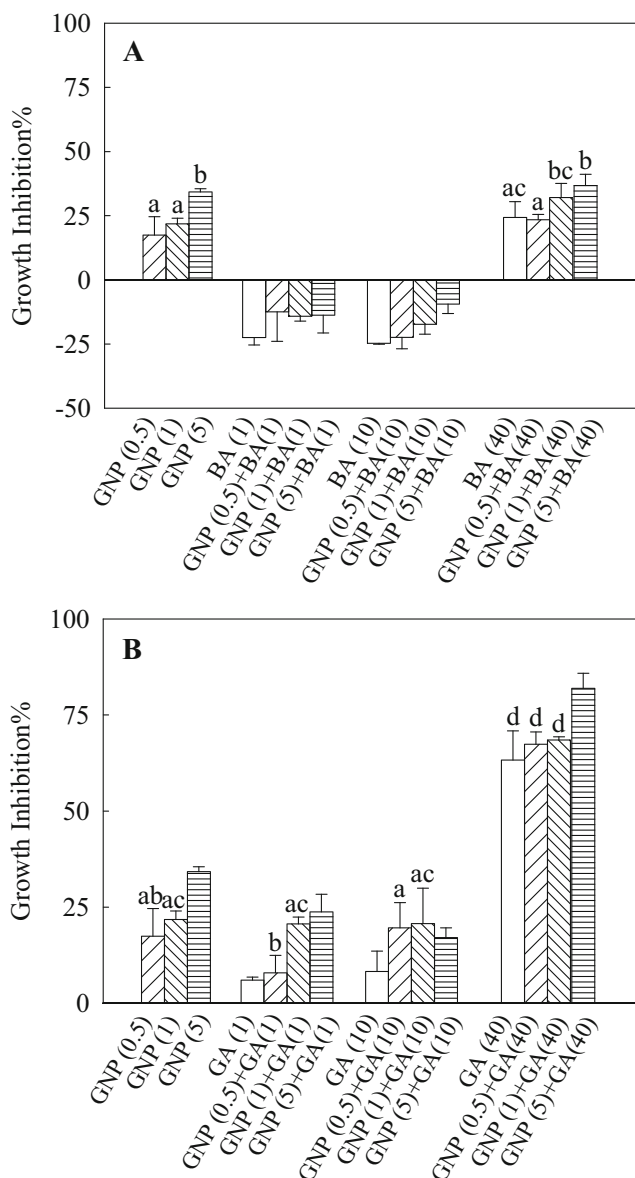 100
A
75
50
25
0
-25
-50
Growth Inhibition%
a
a
b
ac
a
bc
b
GNP (0.5)
GNP (1)
GNP (5)
BA (1)
GNP (0.5)+BA(1)
GNP (1)+BA(1)
GNP (5)+BA(1)
BA (10)
GNP (0.5)+BA(10)
GNP (1)+BA(10)
GNP (5)+BA(10)
BA (40)
GNP (0.5)+BA(40)
GNP (1)+BA(40)
GNP (5)+BA(40)
100
B
75
50
25
0
Growth Inhibition%
ab
ac
b
ac
a
ac
d
d
d
GNP (0.5)
GNP (1)
GNP (5)
GA (1)
GNP (0.5)+GA(1)
GNP (1)+GA(1)
GNP (5)+GA(1)
GA (10)
GNP (0.5)+GA(10)
GNP (1)+GA(10)
GNP (5)+GA(10)
GA (40)
GNP (0.5)+GA(40)
GNP (1)+GA(40)
GNP (5)+GA(40)